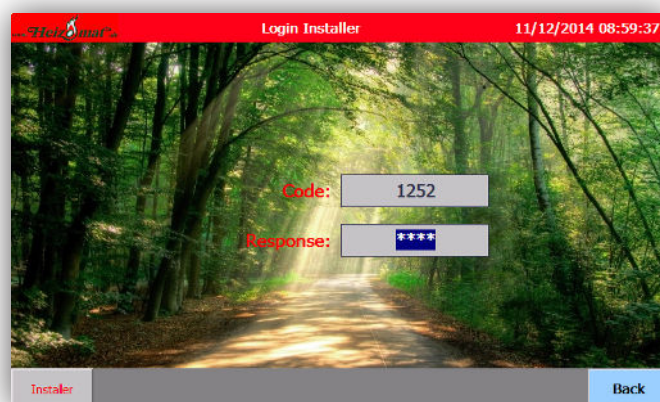 Heizomat
Login Installer
11/12/2014 08:59:37
Code: 1252
Response: ****
Installer
Back